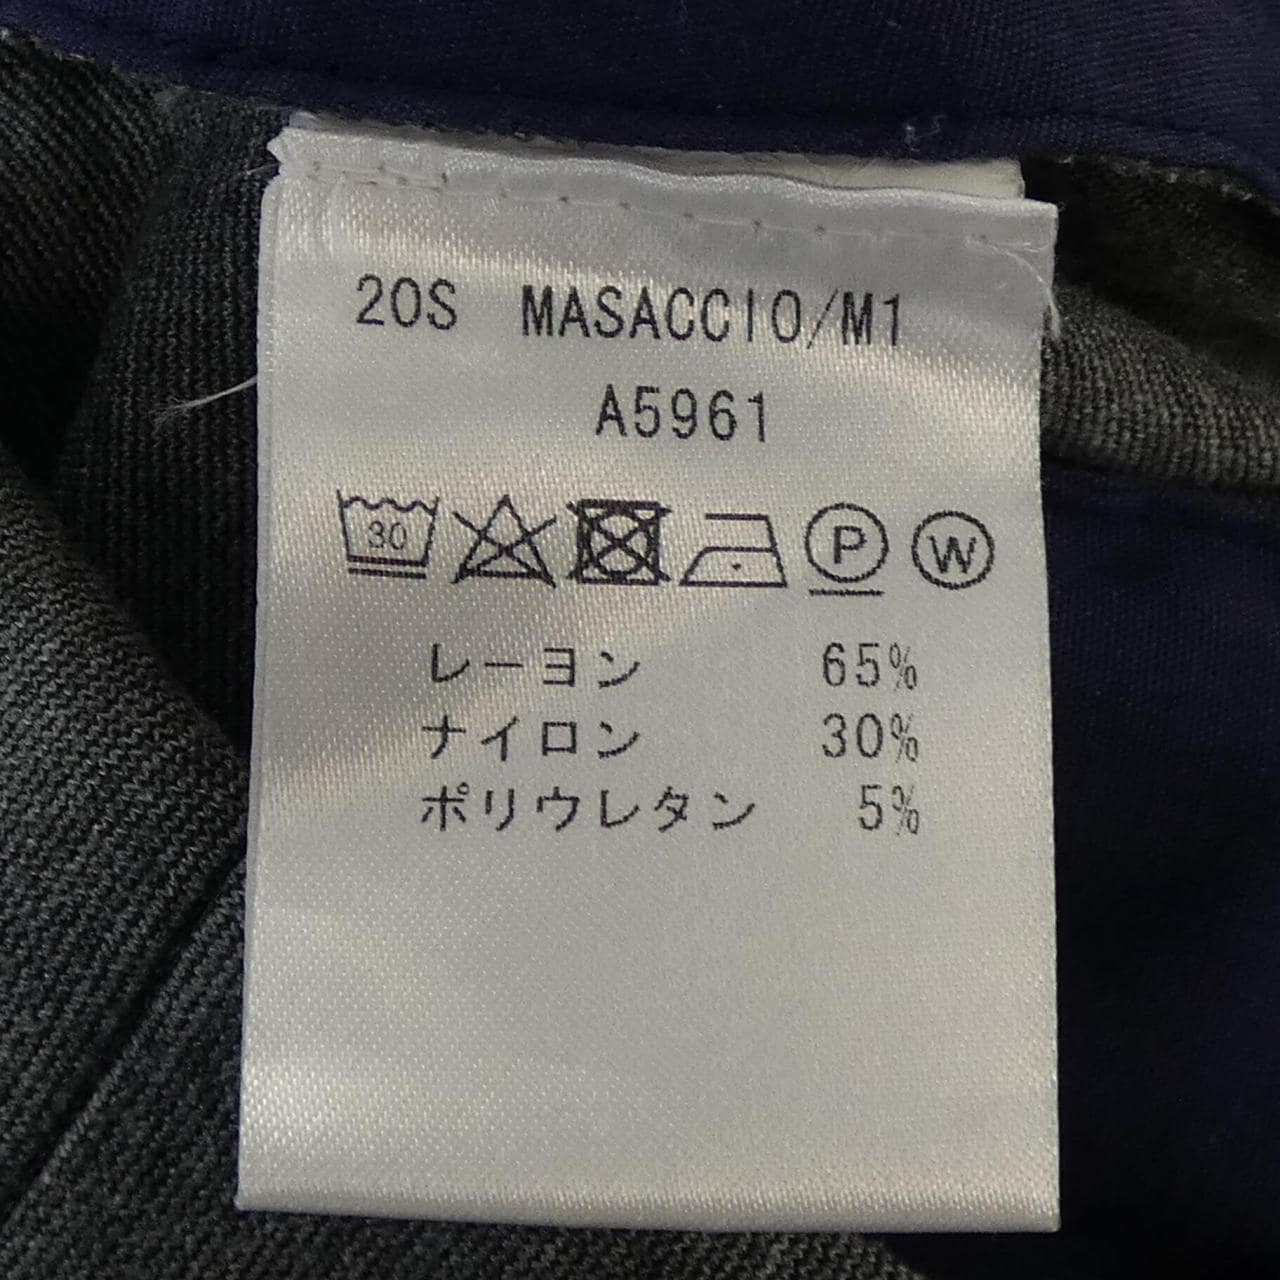 20S MASACCIO/M1
A5961
30 P W
レーヨン 65%
ナイロン 30%
ポリウレタン 5%